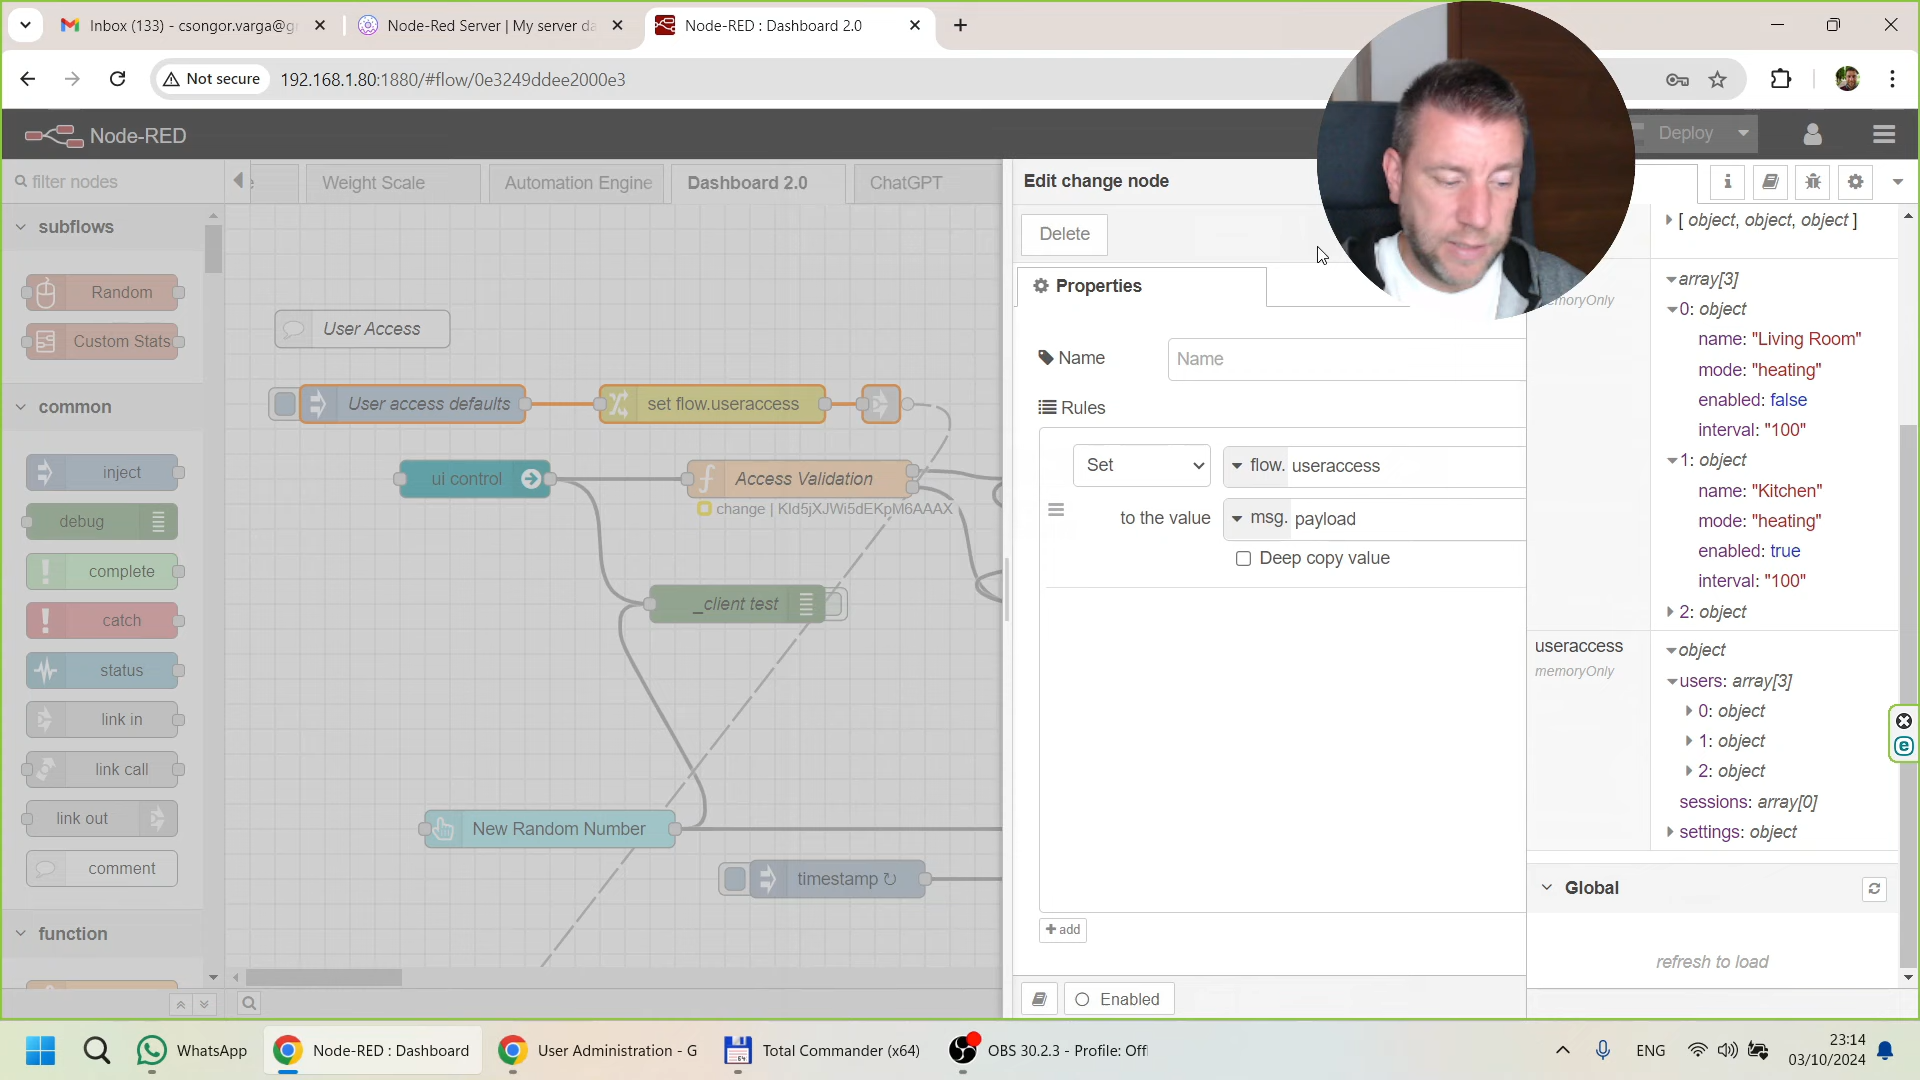 Inbox (133) - csongor.varga@gr
Node-Red Server | My server da
Node-RED : Dashboard 2.0
Not secure
192.168.1.80:1880/#flow/0e3249ddee2000e3
Node-RED
Deploy
filter nodes
Weight Scale
Automation Engine
Dashboard 2.0
ChatGPT
Edit change node
subflows
Delete
[ object, object, object ]
Random
Custom Stats
Properties
array[3]
0: object
User Access
name: "Living Room"
Name
Name
mode: "heating"
common
User access defaults
set flow.useraccess
Rules
enabled: false
interval: "100"
inject
ui control
Access Validation
change | KId5jXJWi5dEKpM6AAAX
Set
flow. useraccess
1: object
name: "Kitchen"
debug
to the value
msg. payload
mode: "heating"
enabled: true
complete
Deep copy value
interval: "100"
catch
_client test
2: object
status
useraccess
memoryOnly
object
users: array[3]
link in
0: object
1: object
link call
2: object
sessions: array[0]
link out
New Random Number
settings: object
comment
timestamp ↻
Global
function
add
refresh to load
Enabled
WhatsApp
Node-RED : Dashboard
User Administration - G
Total Commander (x64)
OBS 30.2.3 - Profile: Offi
ENG
23:14
03/10/2024